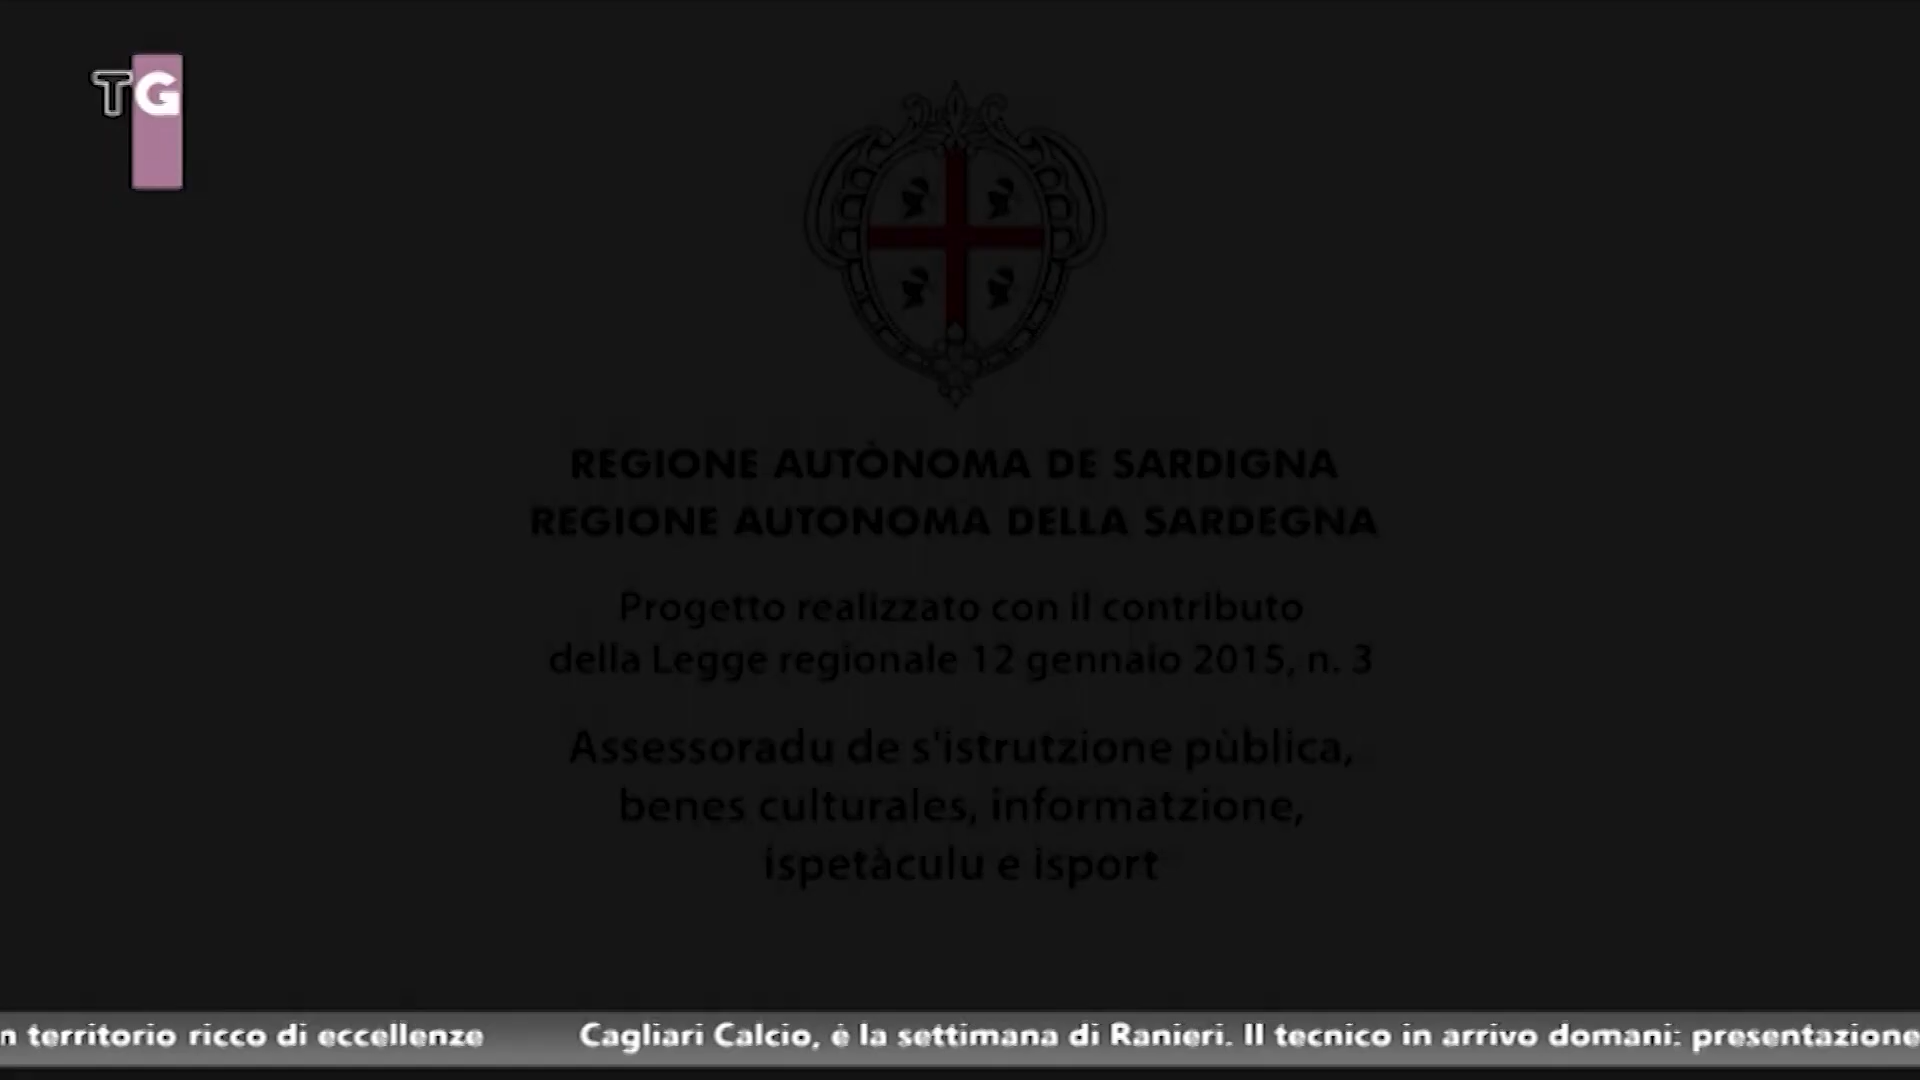 TG
REGIONE AUTÒNOMA DE SARDIGNA
REGIONE AUTONOMA DELLA SARDEGNA
Progetto realizzato con il contributo
della Legge regionale 12 gennaio 2015, n. 3
Assessoradu de s'istrutzione pùblica,
benes culturales, informatzione,
ispetàculu e isport
n territorio ricco di eccellenze Cagliari Calcio, è la settimana di Ranieri. Il tecnico in arrivo domani: presentazione